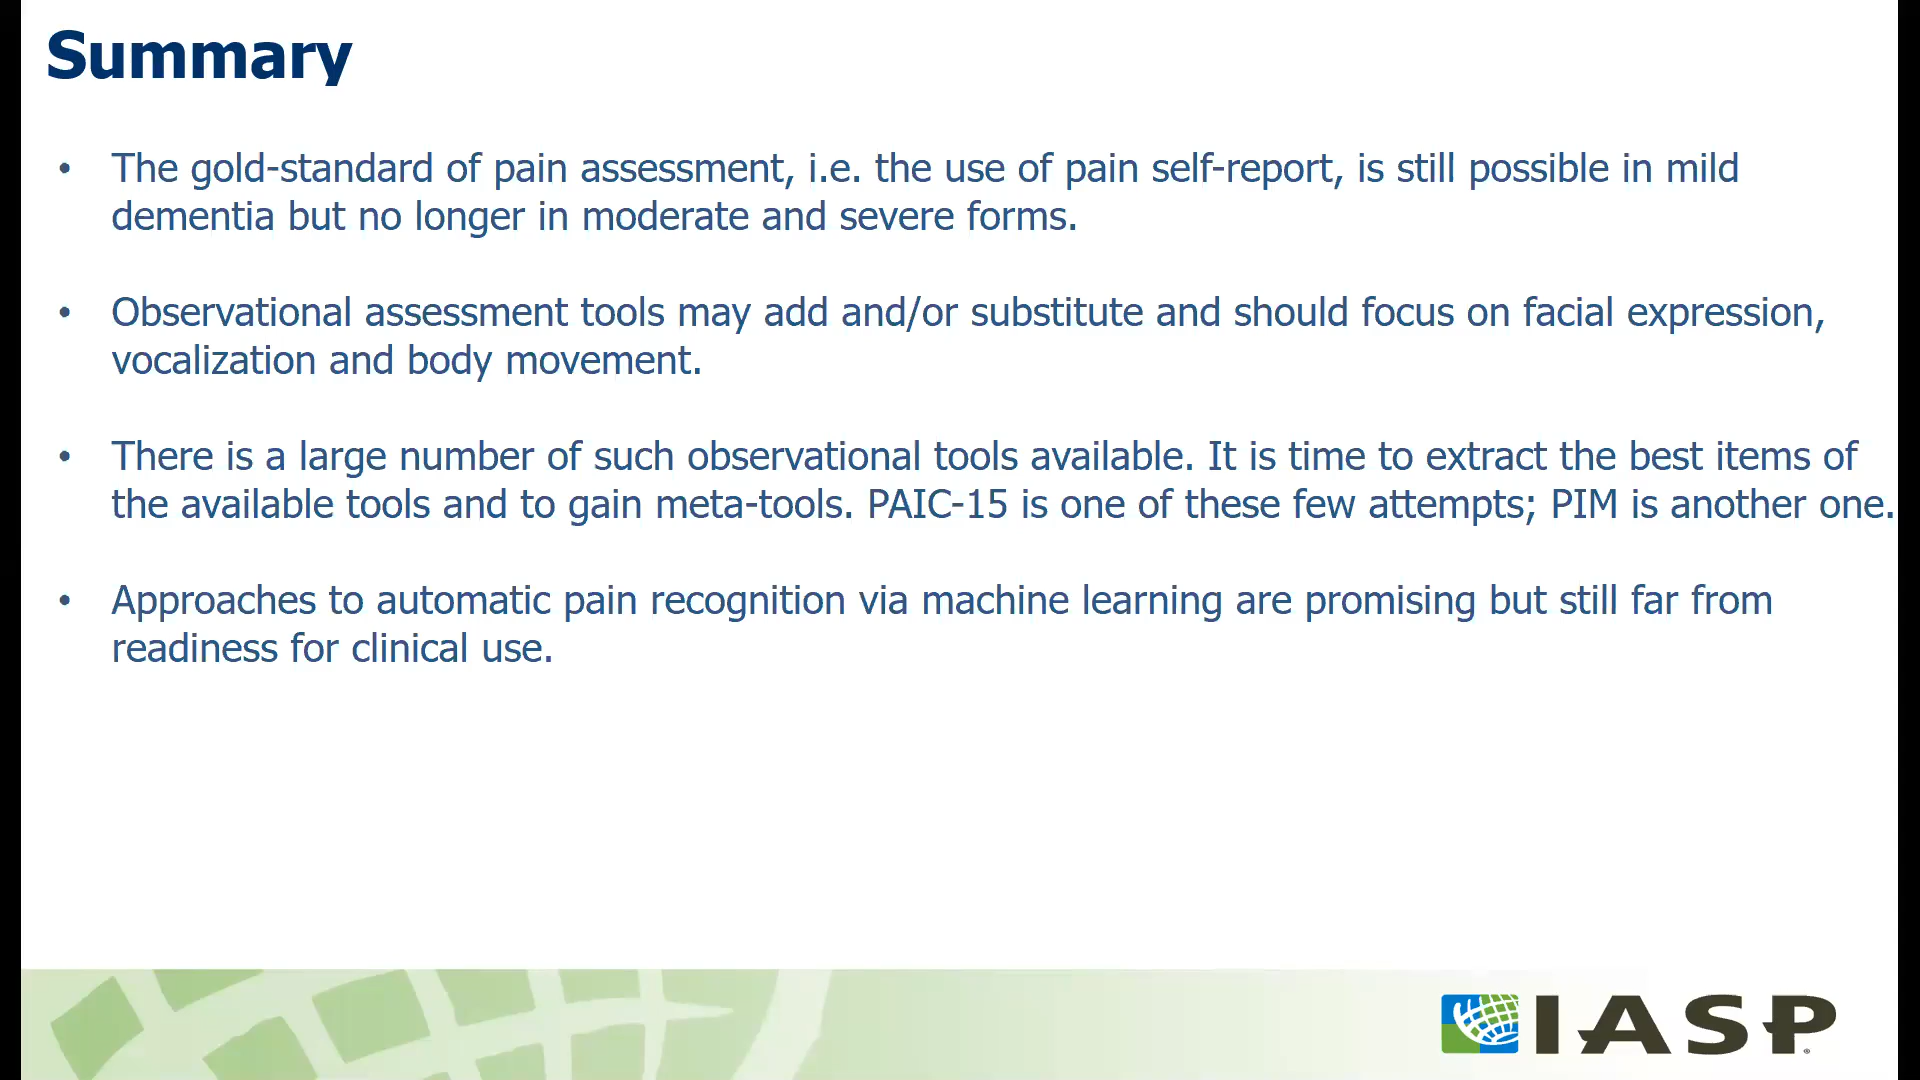 Summary
• The gold-standard of pain assessment, i.e. the use of pain self-report, is still possible in mild
dementia but no longer in moderate and severe forms.
• Observational assessment tools may add and/or substitute and should focus on facial expression,
vocalization and body movement.
• There is a large number of such observational tools available. It is time to extract the best items of
the available tools and to gain meta-tools. PAIC-15 is one of these few attempts; PIM is another one.
• Approaches to automatic pain recognition via machine learning are promising but still far from
readiness for clinical use.
IASP®